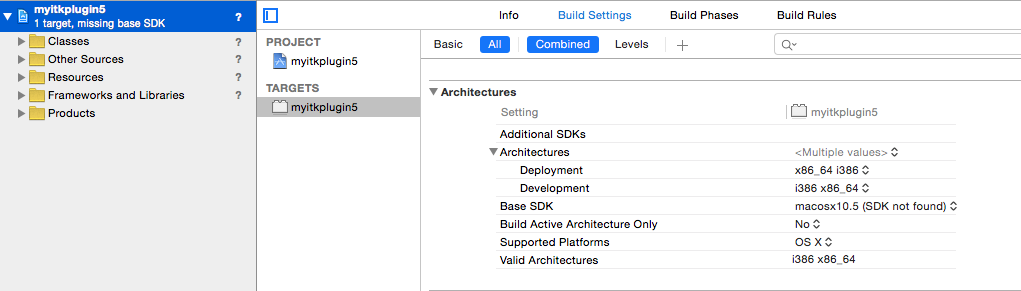 myitkplugin5
1 target, missing base SDK
?
Classes
?
Other Sources
?
Resources
?
Frameworks and Libraries
?
Products
Info
Build Settings
Build Phases
Build Rules
PROJECT
myitkplugin5
TARGETS
myitkplugin5
Basic
All
Combined
Levels
+
Architectures
Setting
myitkplugin5
Additional SDKs
Architectures
<Multiple values>
Deployment
x86_64 i386
Development
i386 x86_64
Base SDK
macosx10.5 (SDK not found)
Build Active Architecture Only
No
Supported Platforms
OS X
Valid Architectures
i386 x86_64